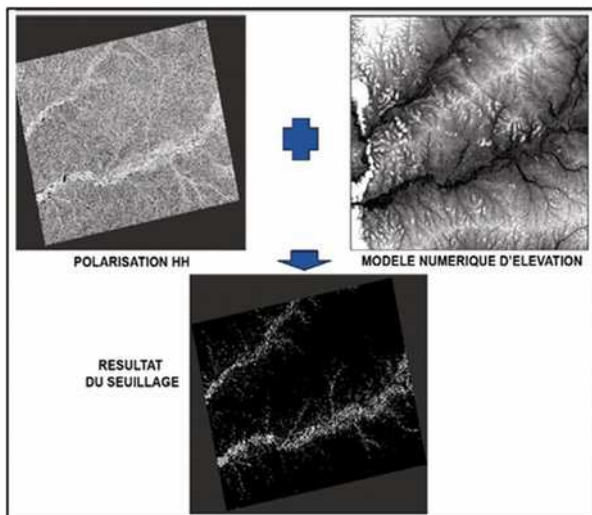 POLARISATION HH
MODELE NUMERIQUE D'ELEVATION
RESULTAT
DU SEUILLAGE